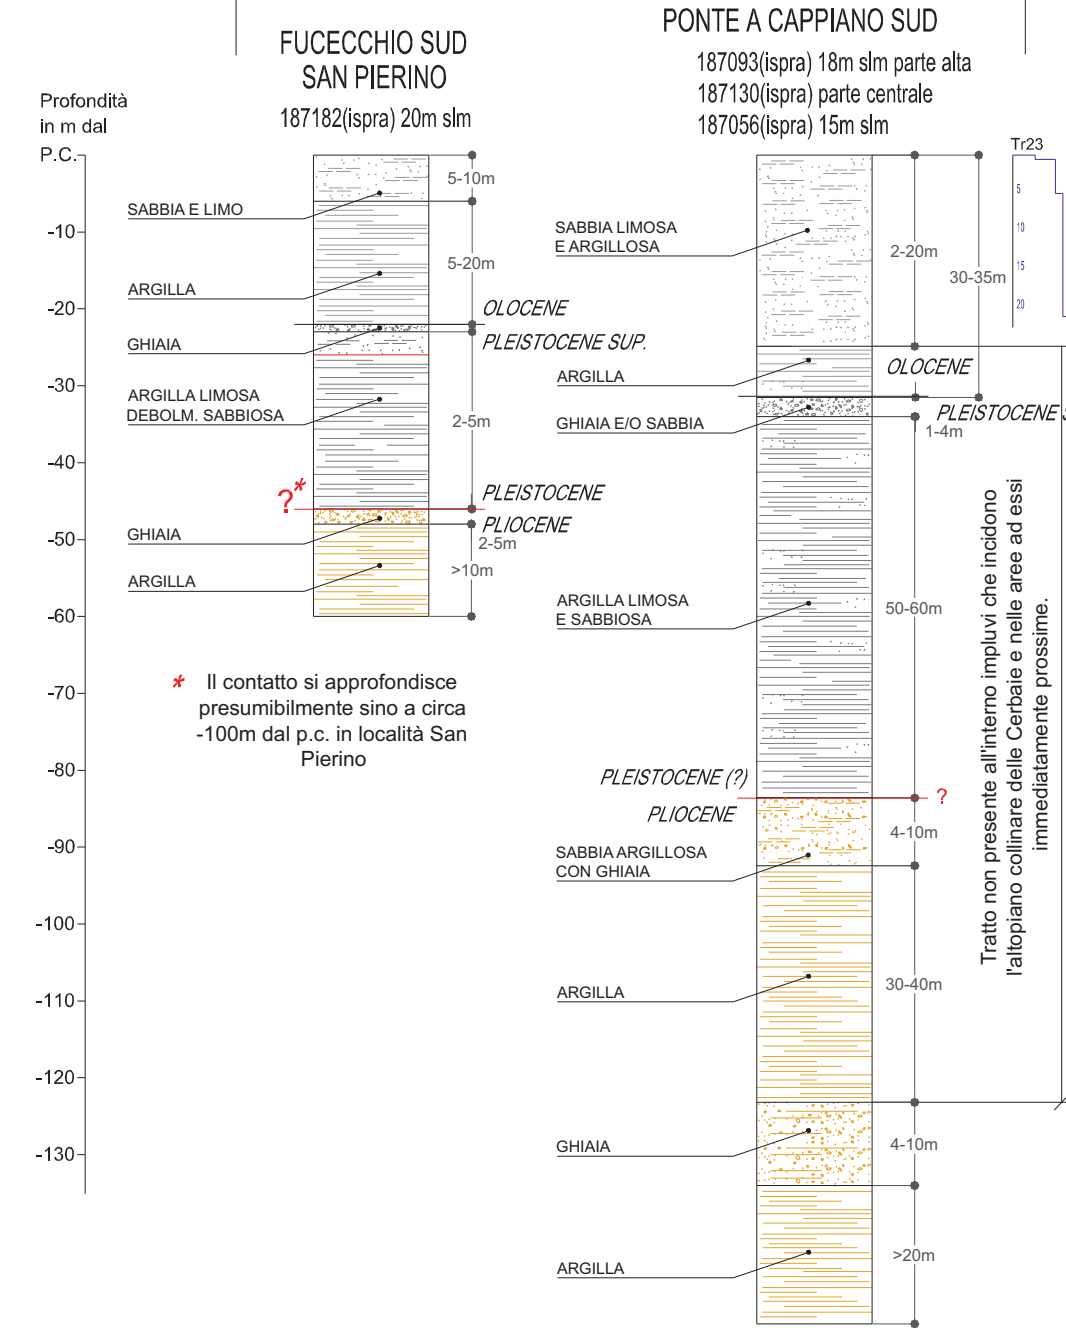 FUCECCHIO SUD
SAN PIERINO
187182(ispra) 20m slm
PONTE A CAPPIANO SUD
187093(ispra) 18m slm parte alta
187130(ispra) parte centrale
187056(ispra) 15m slm
Profondità
in m dal
P.C.
-10
-20
-30
-40
-50
-60
-70
-80
-90
-100
-110
-120
-130
SABBIA E LIMO
ARGILLA
GHIAIA
ARGILLA LIMOSA
DEBOLM. SABBIOSA
GHIAIA
ARGILLA
5-10m
5-20m
OLOCENE
PLEISTOCENE SUP.
2-5m
?*
PLEISTOCENE
PLIOCENE
2-5m
>10m
* Il contatto si approfondisce
presumibilmente sino a circa
-100m dal p.c. in località San
Pierino
SABBIA LIMOSA
E ARGILLOSA
ARGILLA
GHIAIA E/O SABBIA
ARGILLA LIMOSA
E SABBIOSA
PLEISTOCENE (?)
PLIOCENE
SABBIA ARGILLOSA
CON GHIAIA
ARGILLA
GHIAIA
ARGILLA
2-20m
30-35m
OLOCENE
PLEISTOCENE
1-4m
50-60m
?
4-10m
30-40m
4-10m
>20m
Tratto non presente all'interno impluvi che incidono
l'altopiano collinare delle Cerbaie e nelle aree ad essi
immediatamente prossime.
Tr23
5
10
15
20